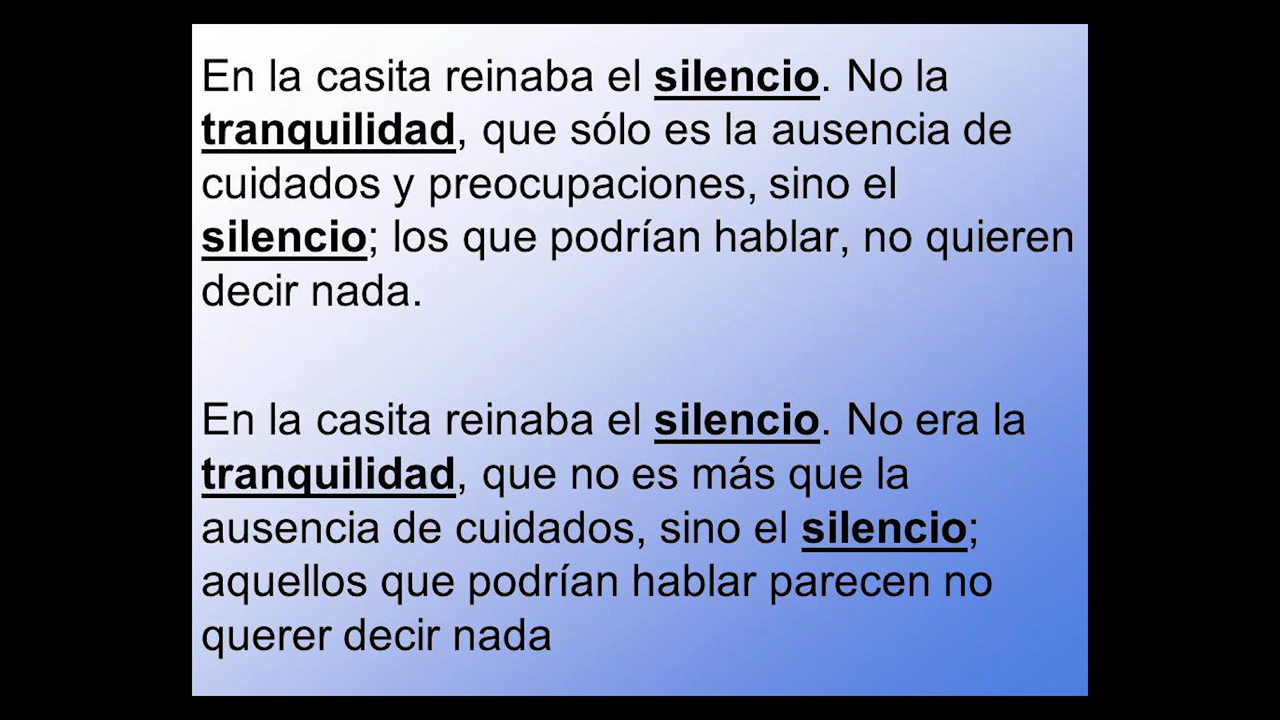 En la casita reinaba el silencio. No la
tranquilidad, que sólo es la ausencia de
cuidados y preocupaciones, sino el
silencio; los que podrían hablar, no quieren
decir nada.
En la casita reinaba el silencio. No era la
tranquilidad, que no es más que la
ausencia de cuidados, sino el silencio;
aquellos que podrían hablar parecen no
querer decir nada